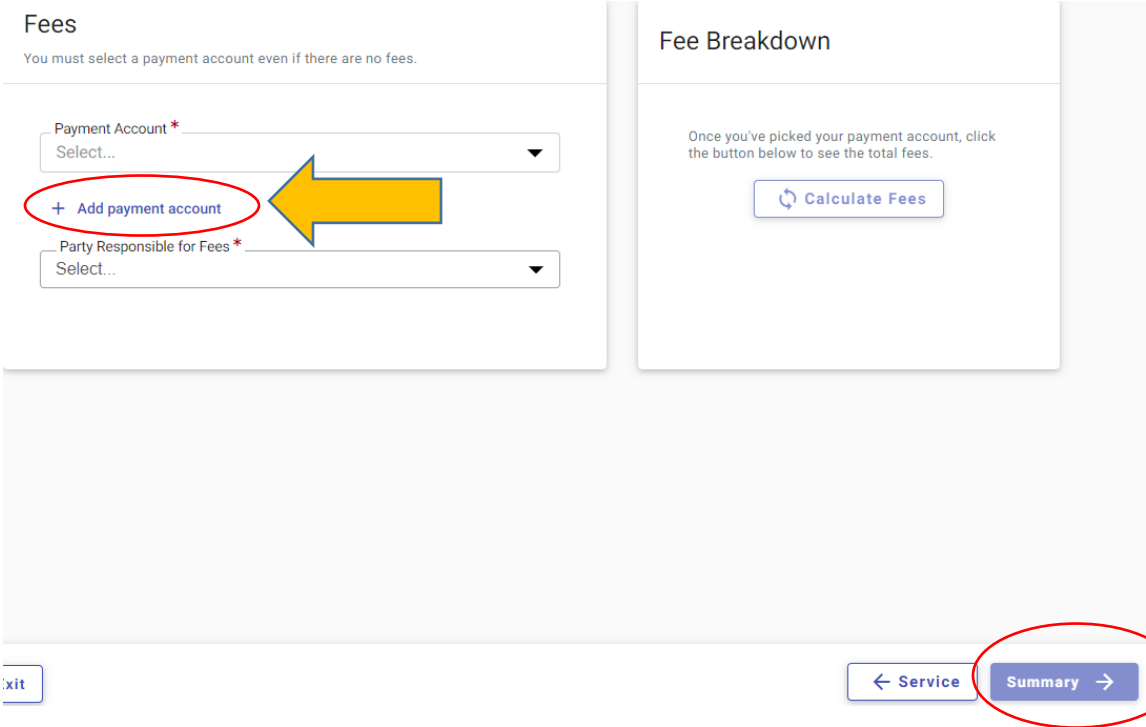 Fees
You must select a payment account even if there are no fees.
Payment Account *
Select...
+ Add payment account
Party Responsible for Fees *
Select...
Fee Breakdown
Once you've picked your payment account, click
the button below to see the total fees.
Calculate Fees
← Service
Summary →